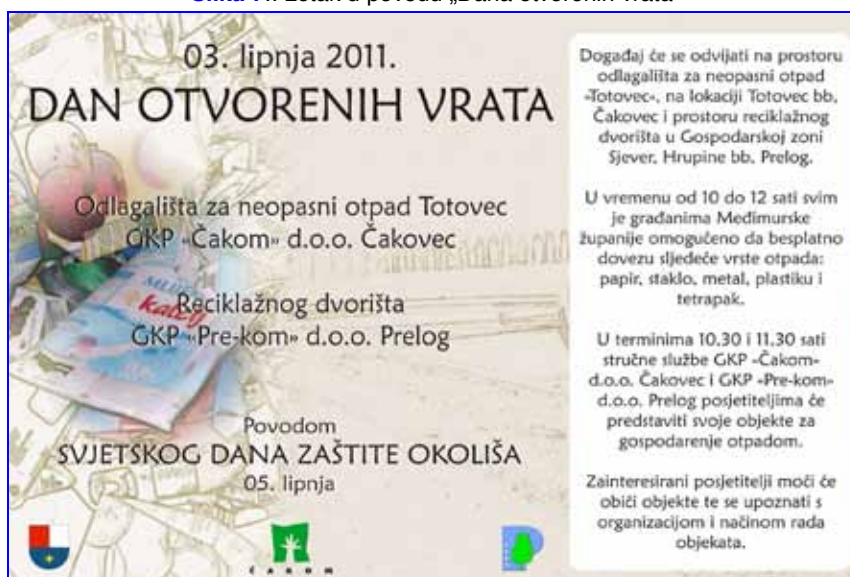 03. lipnja 2011.
DAN OTVORENIH VRATA
Odlagališta za neopasni otpad Totovec
GKP «Čakom» d.o.o. Čakovec
Reciklažnog dvorišta
GKP «Pre-kom» d.o.o. Prelog
Povodom
SVJETSKOG DANA ZAŠTITE OKOLIŠA
05. lipnja
ČAKOM
Događaj će se odvijati na prostoru
odlagališta za neopasni otpad
«Totovec», na lokaciji Totovec bb,
Čakovec i prostoru reciklažnog
dvorišta u Gospodarskoj zoni
Sjever, Hrupine bb, Prelog.
U vremenu od 10 do 12 sati svim
je građanima Međimurske
županije omogućeno da besplatno
dovezu sljedeće vrste otpada:
papir, staklo, metal, plastiku i
tetrapak.
U terminima 10.30 i 11.30 sati
stručne službe GKP «Čakom»
d.o.o. Čakovec i GKP «Pre-kom»
d.o.o. Prelog posjetiteljima će
predstaviti svoje objekte za
gospodarenje otpadom.
Zainteresirani posjetitelji moći će
obići objekte te se upoznati s
organizacijom i načinom rada
objekata.